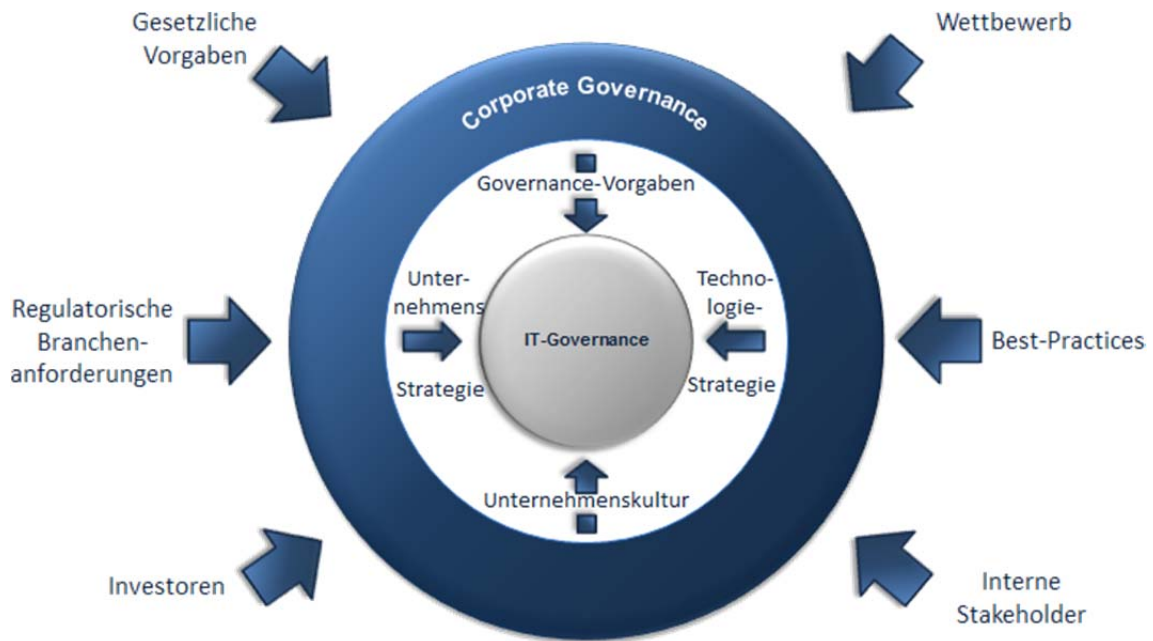 Gesetzliche
Vorgaben
Wettbewerb
Corporate Governance
Governance-Vorgaben
Unter-
nehmens
Strategie
Techno-
logie-
Strategie
IT-Governance
Regulatorische
Branchen-
anforderungen
Best-Practices
Unternehmenskultur
Investoren
Interne
Stakeholder